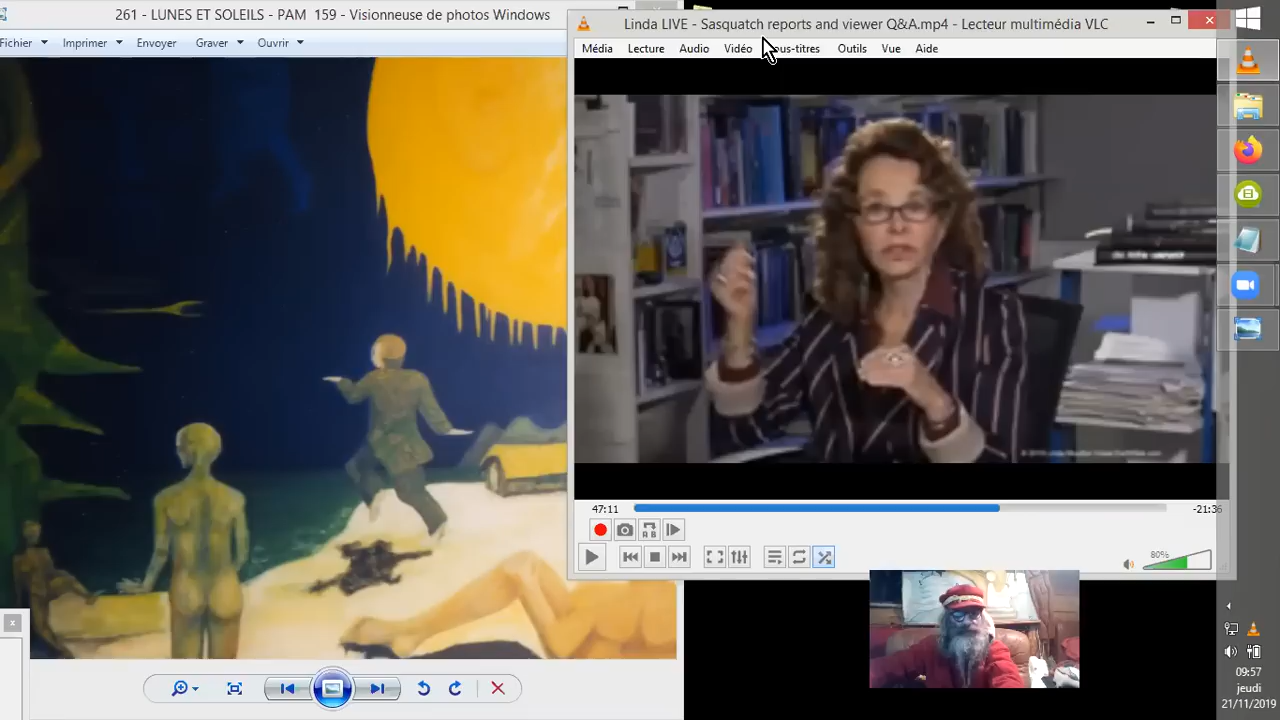 261 - LUNES ET SOLEILS - PAM  159 - Visionneuse de photos Windows
Fichier Imprimer Envoyer Graver Ouvrir
Linda LIVE - Sasquatch reports and viewer Q&A.mp4 - Lecteur multimédia VLC
Média Lecture Audio Vidéo ous-titres Outils Vue Aide
47:11 -21:36
80%
09:57
jeudi
21/11/2019